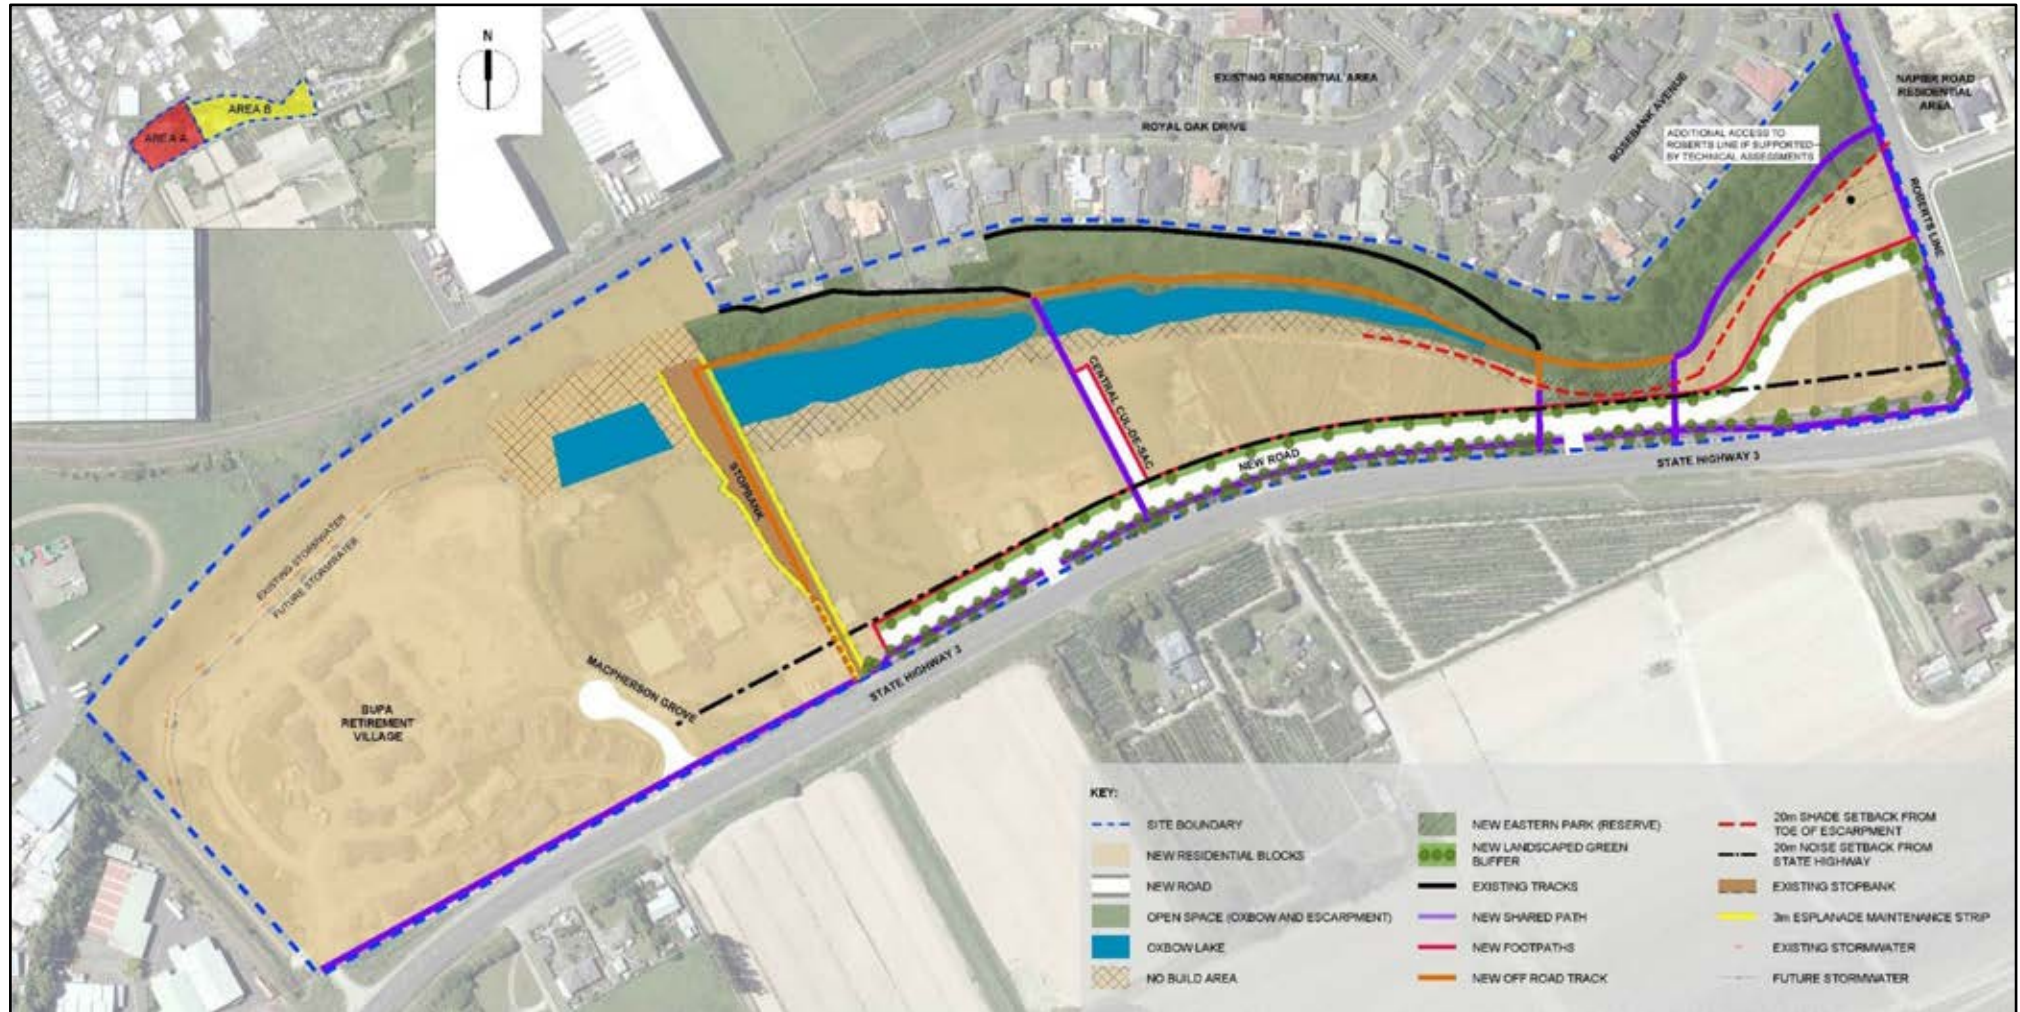 N
AREA A
AREA B
EXISTING RESIDENTIAL AREA
ROYAL OAK DRIVE
ROSEBANK AVENUE
NAPIER ROAD
RESIDENTIAL
AREA
ADDITIONAL ACCESS TO
ROBERTS LINE IF SUPPORTED
BY TECHNICAL ASSESSMENTS
ROBERTS LINE
CENTRAL CUL-DE-SAC
NEW ROAD
STATE HIGHWAY 3
STOPBANK
EXISTING STORMWATER
FUTURE STORMWATER
MACPHERSON GROVE
STATE HIGHWAY 3
BUPA
RETIREMENT
VILLAGE
KEY:
SITE BOUNDARY
NEW RESIDENTIAL BLOCKS
NEW ROAD
OPEN SPACE (OXBOW AND ESCARPMENT)
OXBOW LAKE
NO BUILD AREA
NEW EASTERN PARK (RESERVE)
NEW LANDSCAPED GREEN
BUFFER
EXISTING TRACKS
NEW SHARED PATH
NEW FOOTPATHS
NEW OFF ROAD TRACK
20m SHADE SETBACK FROM
TOE OF ESCARPMENT
20m NOISE SETBACK FROM
STATE HIGHWAY
EXISTING STOPBANK
3m ESPLANADE MAINTENANCE STRIP
EXISTING STORMWATER
FUTURE STORMWATER